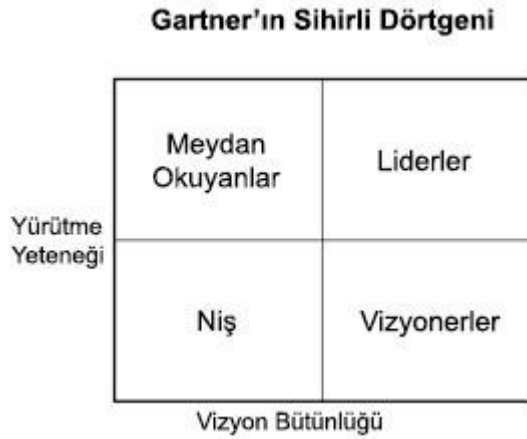 Gartner’ın Sihirli Dörtgeni
Meydan
Okuyanlar
Liderler
Yürütme
Yeteneği
Niş
Vizyonerler
Vizyon Bütünlüğü